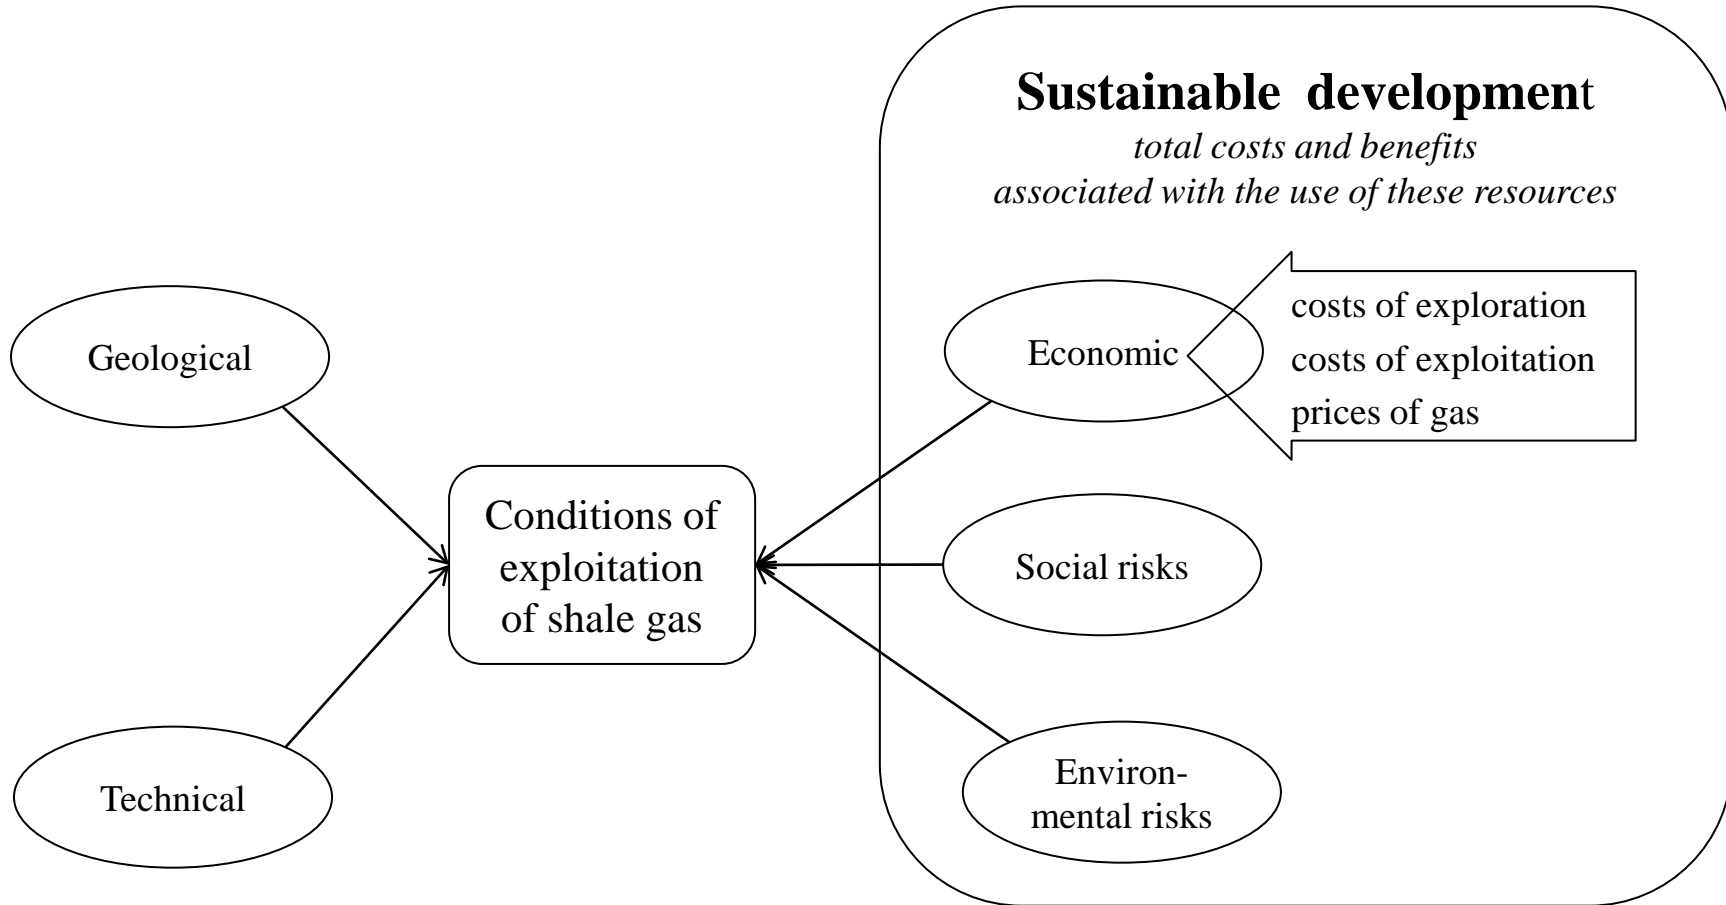 Sustainable development
total costs and benefits
associated with the use of these resources
Geological
Economic
costs of exploration
costs of exploitation
prices of gas
Conditions of
exploitation
of shale gas
Social risks
Technical
Environ-
mental risks